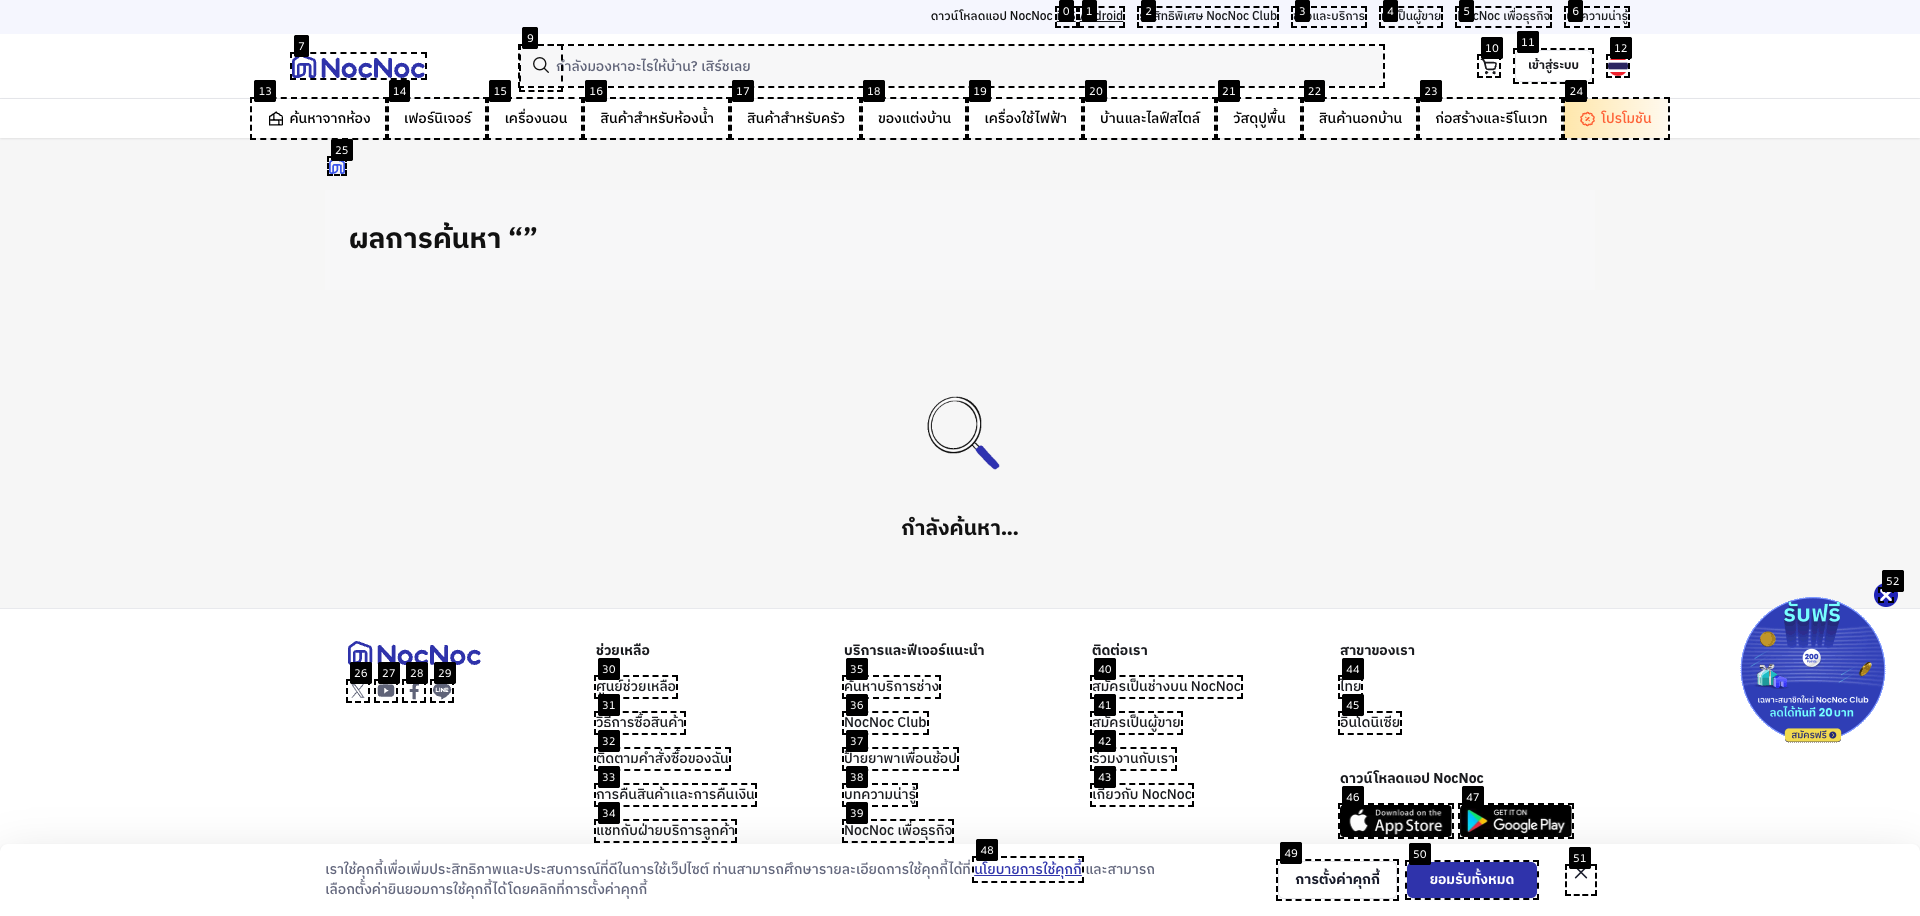 ดาวน์โหลดแอป NocNoc
NocNoc Club
และบริการ
เป็นผู้ขาย
เพื่อธุรกิจ
ความน่ารู้
0 1 2 3 4 5 6
7 9 10 11 12
NocNoc
กำลังมองหาอะไรให้บ้าน? เสิร์ชเลย
เข้าสู่ระบบ
13 14 15 16 17 18 19 20 21 22 23 24
ค้นหาจากห้อง เฟอร์นิเจอร์ เครื่องนอน สินค้าสำหรับห้องน้ำ สินค้าสำหรับครัว ของแต่งบ้าน เครื่องใช้ไฟฟ้า บ้านและไลฟ์สไตล์ วัสดุปูพื้น สินค้านอกบ้าน ก่อสร้างและรีโนเวท โปรโมชัน
25
ผลการค้นหา “”
กำลังค้นหา...
52
รับฟรี
200
เฉพาะสมาชิกใหม่ NocNoc Club
ลดได้ทันที 20 บาท
สมัครฟรี
NocNoc
26 27 28 29
ช่วยเหลือ
30
ศูนย์ช่วยเหลือ
31
วิธีการซื้อสินค้า
32
ติดตามคำสั่งซื้อของฉัน
33
การคืนสินค้าและการคืนเงิน
34
แชทกับฝ่ายบริการลูกค้า
บริการและฟีเจอร์แนะนำ
35
ค้นหาบริการช่าง
36
NocNoc Club
37
ป้ายยาพาเพื่อนช้อป
38
บทความน่ารู้
39
NocNoc เพื่อธุรกิจ
ติดต่อเรา
40
สมัครเป็นช่างบน NocNoc
41
สมัครเป็นผู้ขาย
42
ร่วมงานกับเรา
43
เกี่ยวกับ NocNoc
สาขาของเรา
44
ไทย
45
อินโดนิเซีย
ดาวน์โหลดแอป NocNoc
46 47
Download on the App Store
GET IT ON Google Play
48 49 50 51
เราใช้คุกกี้เพื่อเพิ่มประสิทธิภาพและประสบการณ์ที่ดีในการใช้เว็ปไซต์ ท่านสามารถศึกษารายละเอียดการใช้คุกกี้ได้ที่ นโยบายการใช้คุกกี้ และสามารถ
เลือกตั้งค่ายินยอมการใช้คุกกี้ได้โดยคลิกที่การตั้งค่าคุกกี้
การตั้งค่าคุกกี้
ยอมรับทั้งหมด